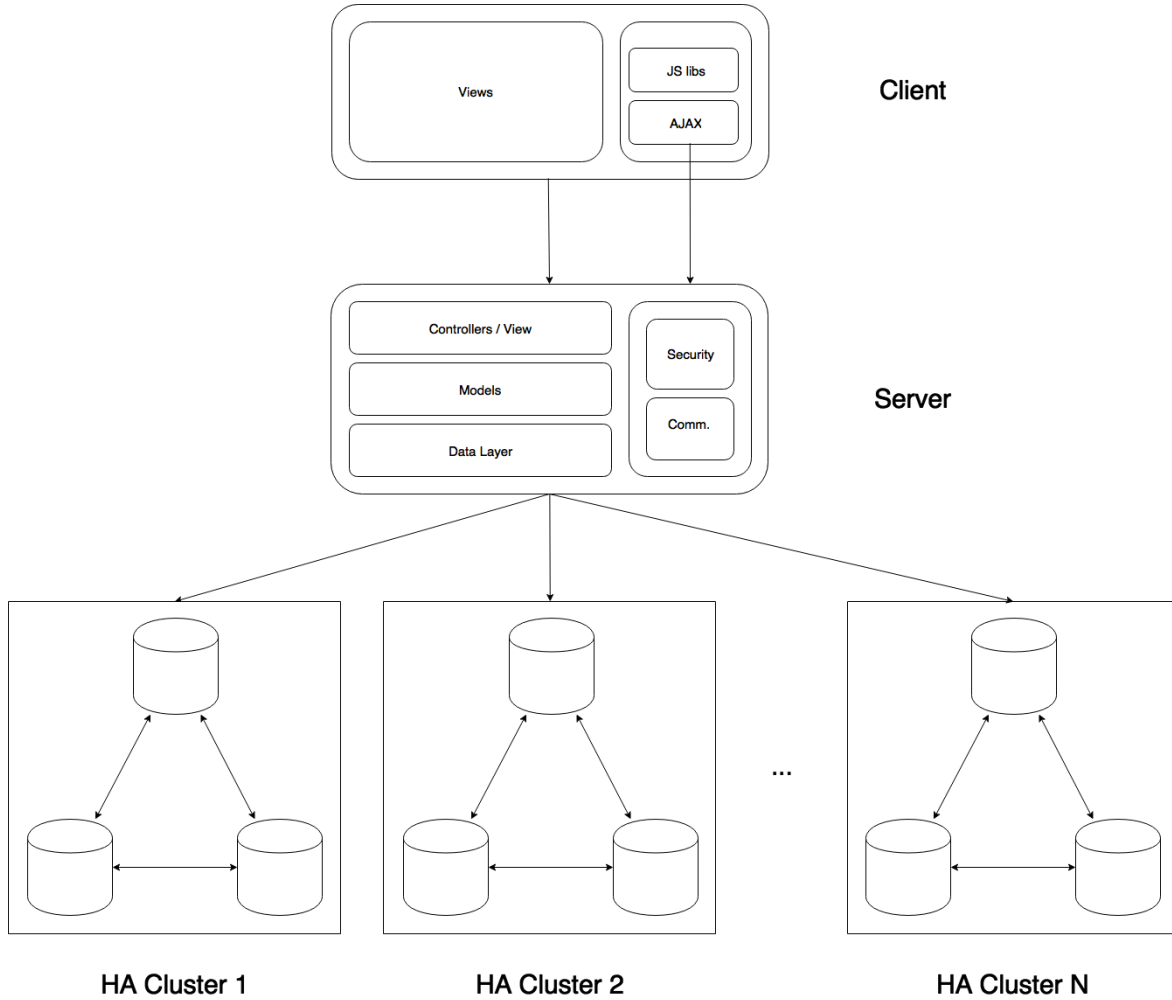 Views
JS libs
AJAX
Client
Controllers / View
Models
Data Layer
Security
Comm.
Server
...
HA Cluster 1
HA Cluster 2
HA Cluster N